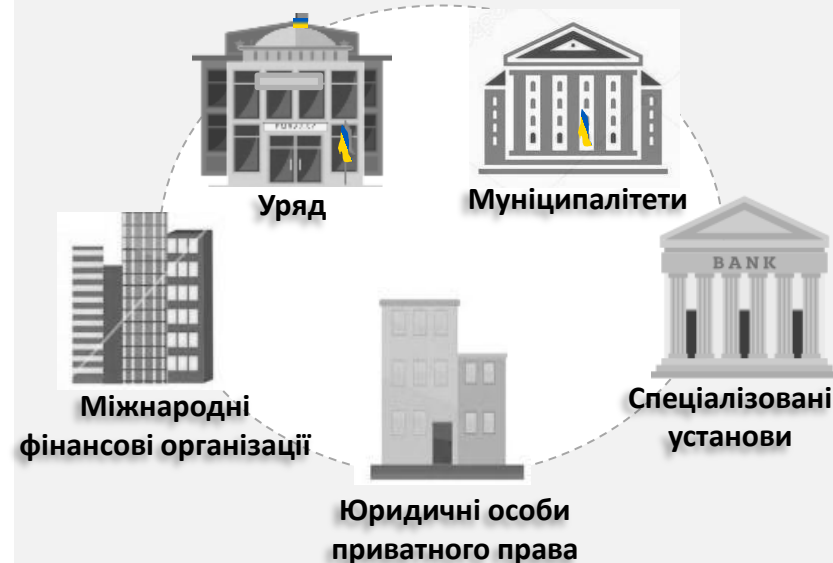 Уряд
Муніципалітети
BANK
Міжнародні
фінансові організації
Спеціалізовані
установи
Юридичні особи
приватного права